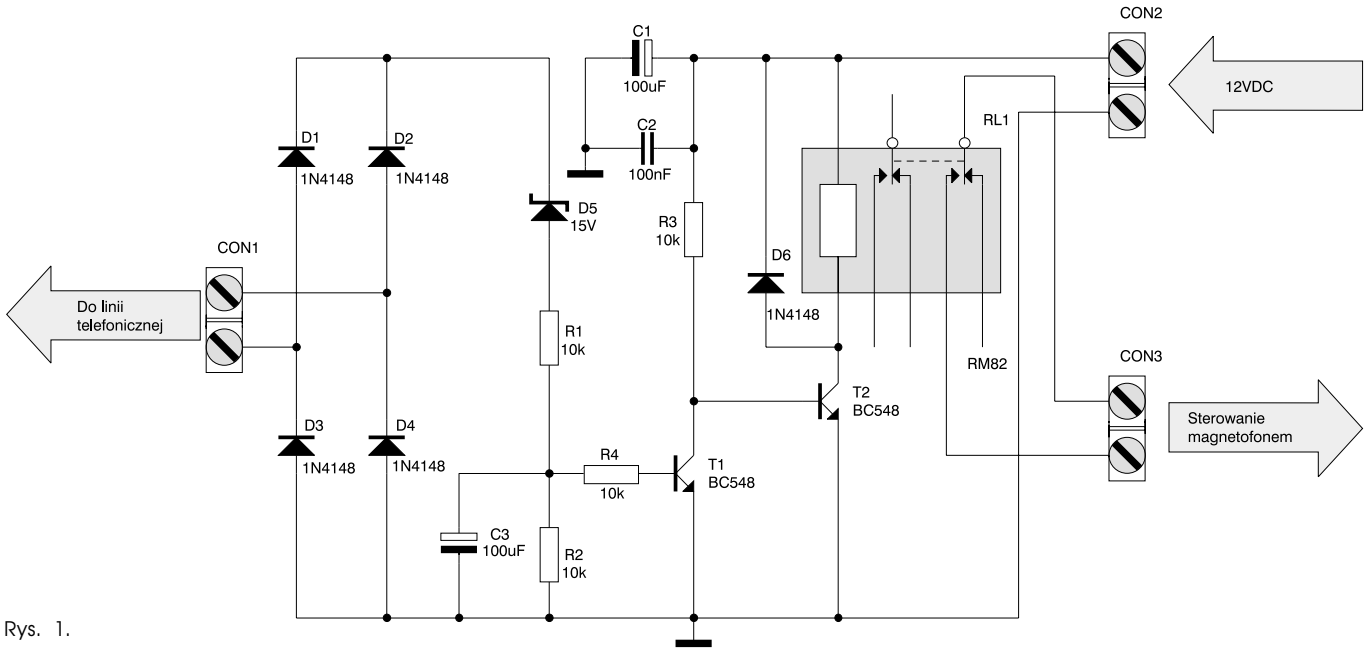 CON2
C1
100uF
12VDC
RL1
C2
100nF
D1
1N4148
D2
1N4148
D5
15V
R3
10k
D6
1N4148
CON1
Do linii
telefonicznej
R1
10k
RM82
CON3
T2
BC548
Sterowanie
magnetofonem
D3
1N4148
D4
1N4148
R4
10k
T1
BC548
C3
100uF
R2
10k
Rys. 1.